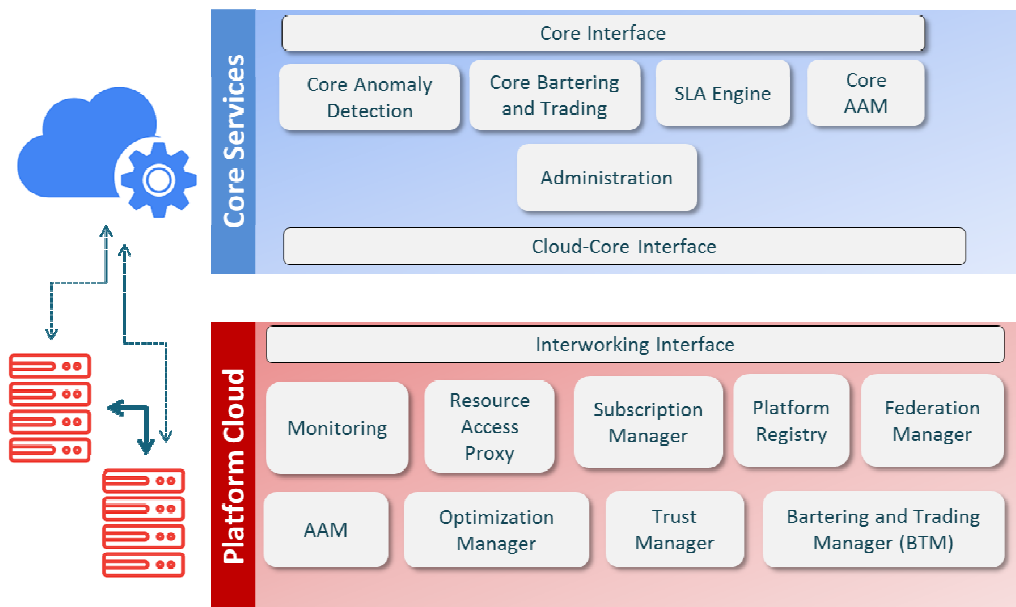 Core Services
Core Interface
Core Anomaly
Detection
Core Bartering
and Trading
SLA Engine
Core
AAM
Administration
Cloud-Core Interface
Platform Cloud
Interworking Interface
Monitoring
Resource
Access
Proxy
Subscription
Manager
Platform
Registry
Federation
Manager
AAM
Optimization
Manager
Trust
Manager
Bartering and Trading
Manager (BTM)